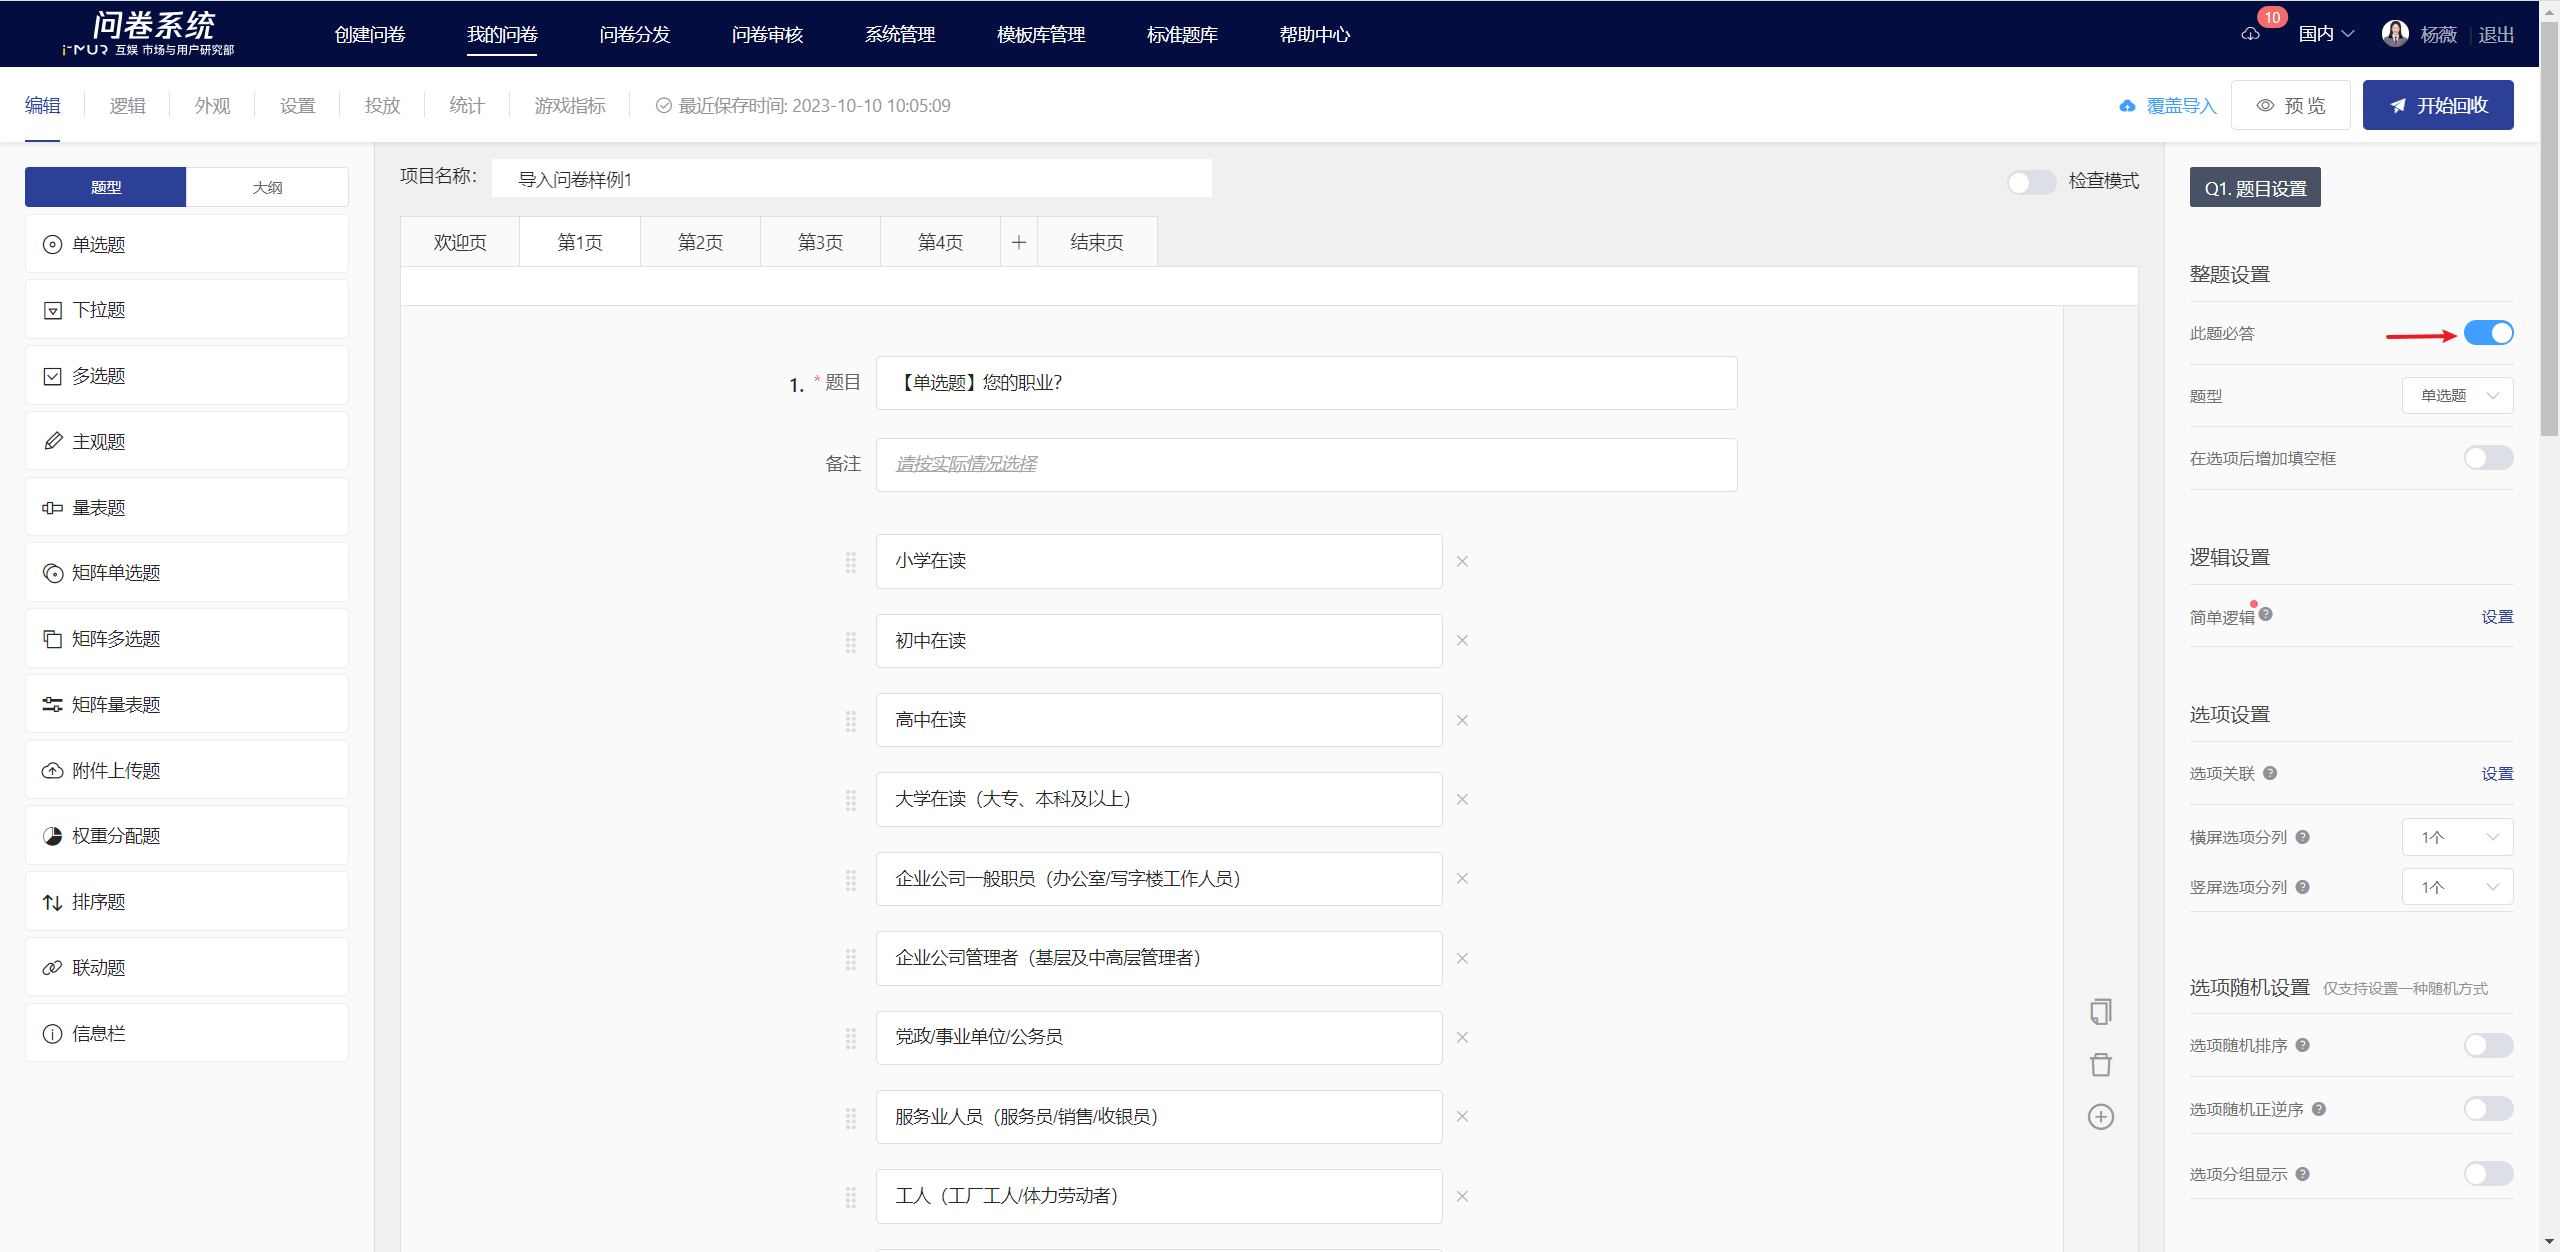 问卷系统
i-MUR 互娱 市场与用户研究部
创建问卷
我的问卷
问卷分发
问卷审核
系统管理
模板库管理
标准题库
帮助中心
10
国内
杨薇
退出
编辑
逻辑
外观
设置
投放
统计
游戏指标
最近保存时间: 2023-10-10 10:05:09
覆盖导入
预 览
开始回收
题型
大纲
单选题
下拉题
多选题
主观题
量表题
矩阵单选题
矩阵多选题
矩阵量表题
附件上传题
权重分配题
排序题
联动题
信息栏
项目名称:
导入问卷样例1
检查模式
欢迎页
第1页
第2页
第3页
第4页
+
结束页
1. * 题目
【单选题】您的职业?
备注
请按实际情况选择
小学在读
初中在读
高中在读
大学在读（大专、本科及以上）
企业公司一般职员（办公室/写字楼工作人员）
企业公司管理者（基层及中高层管理者）
党政/事业单位/公务员
服务业人员（服务员/销售/收银员）
工人（工厂工人/体力劳动者）
Q1. 题目设置
整题设置
此题必答
题型
单选题
在选项后增加填空框
逻辑设置
简单逻辑
设置
选项设置
选项关联
设置
横屏选项分列
1个
竖屏选项分列
1个
选项随机设置 仅支持设置一种随机方式
选项随机排序
选项随机正逆序
选项分组显示